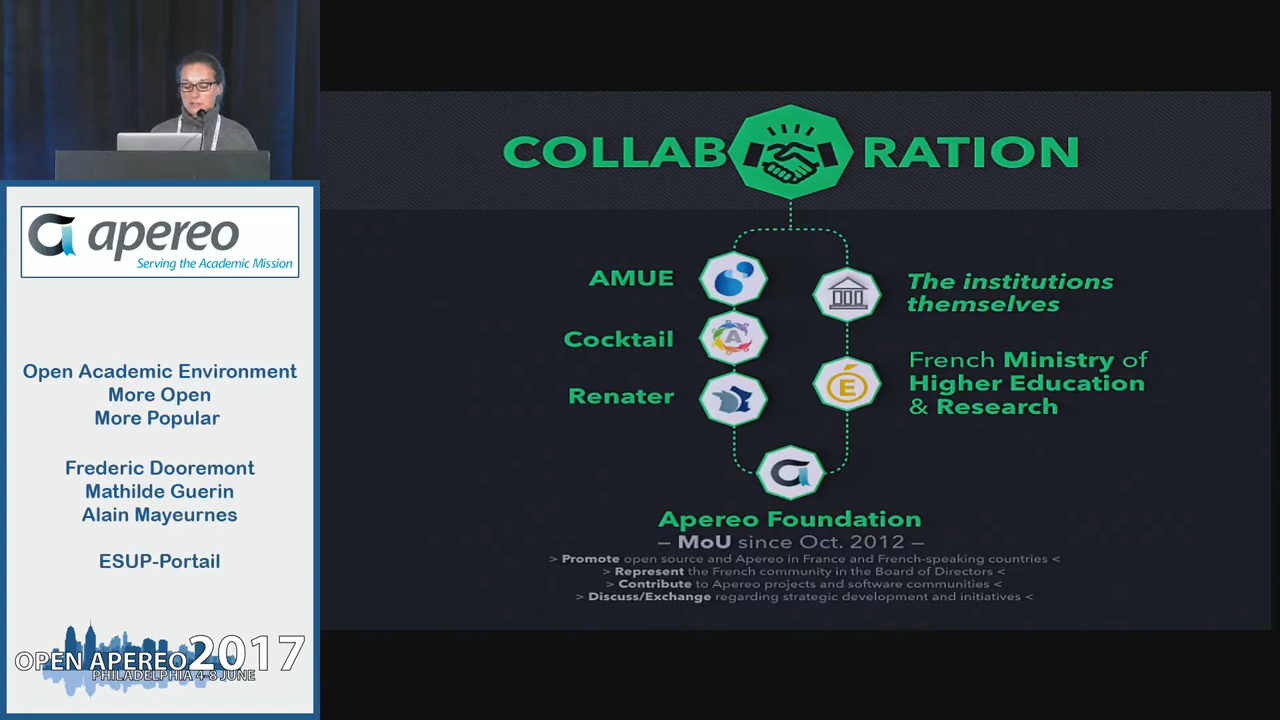 apereo
Serving the Academic Mission
Open Academic Environment
More Open
More Popular
Frederic Dooremont
Mathilde Guerin
Alain Mayeurnes
ESUP-Portail
OPEN APEREO 2017
PHILADELPHIA 4-8 JUNE
COLLAB RATION
AMUE
Cocktail
Renater
The institutions
themselves
French Ministry of
Higher Education
& Research
A
É
Apereo Foundation
– MoU since Oct. 2012 –
> Promote open source and Apereo in France and French-speaking countries <
> Represent the French community in the Board of Directors <
> Contribute to Apereo projects and software communities <
> Discuss/Exchange regarding strategic development and initiatives <